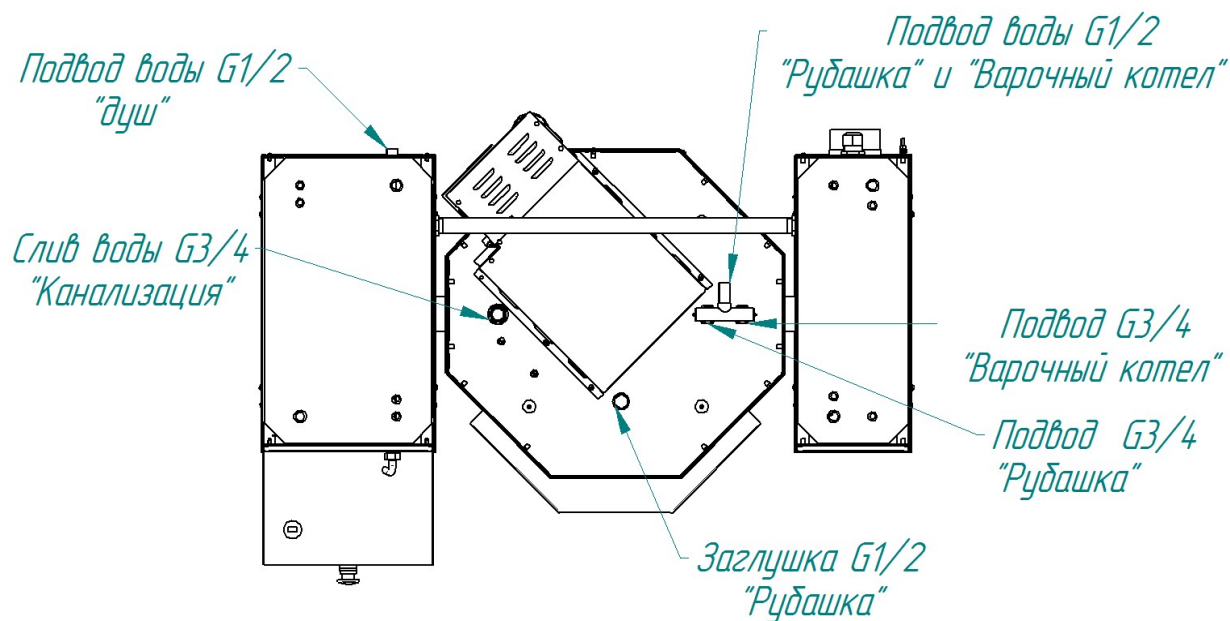 Подвод воды G1/2
"душ"
Подвод воды G1/2
"Рубашка" и "Варочный котел"
Слив воды G3/4
"Канализация"
Подвод G3/4
"Варочный котел"
Подвод G3/4
"Рубашка"
Заглушка G1/2
"Рубашка"